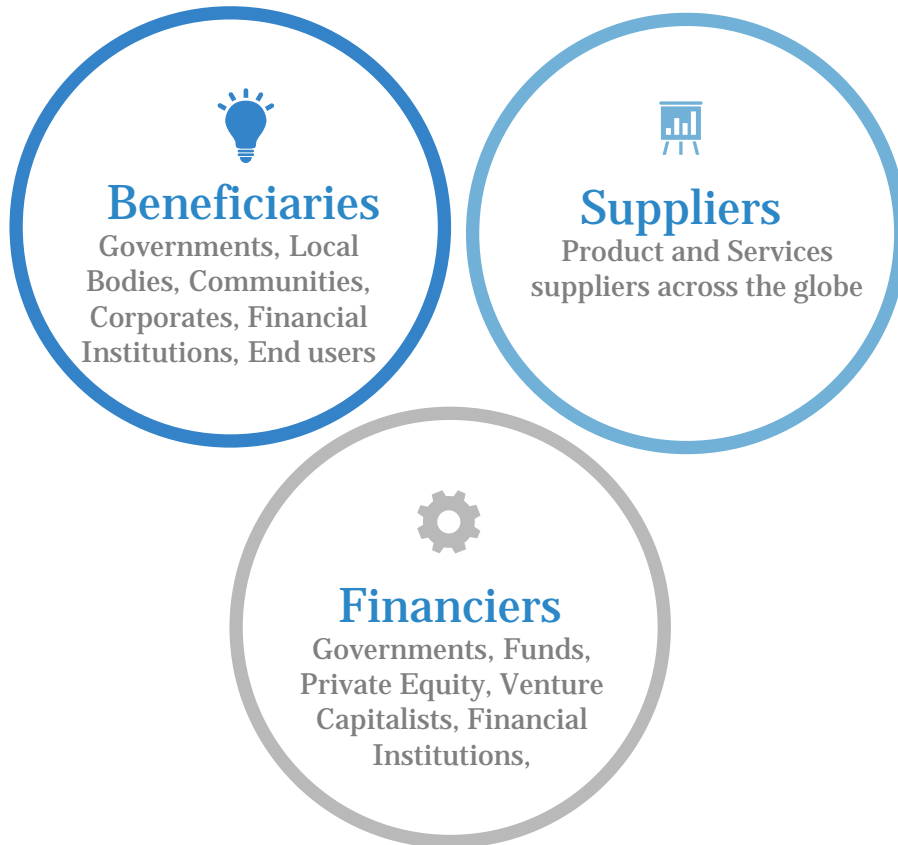 Beneficiaries
Governments, Local
Bodies, Communities,
Corporates, Financial
Institutions, End users
Suppliers
Product and Services
suppliers across the globe
Financiers
Governments, Funds,
Private Equity, Venture
Capitalists, Financial
Institutions,